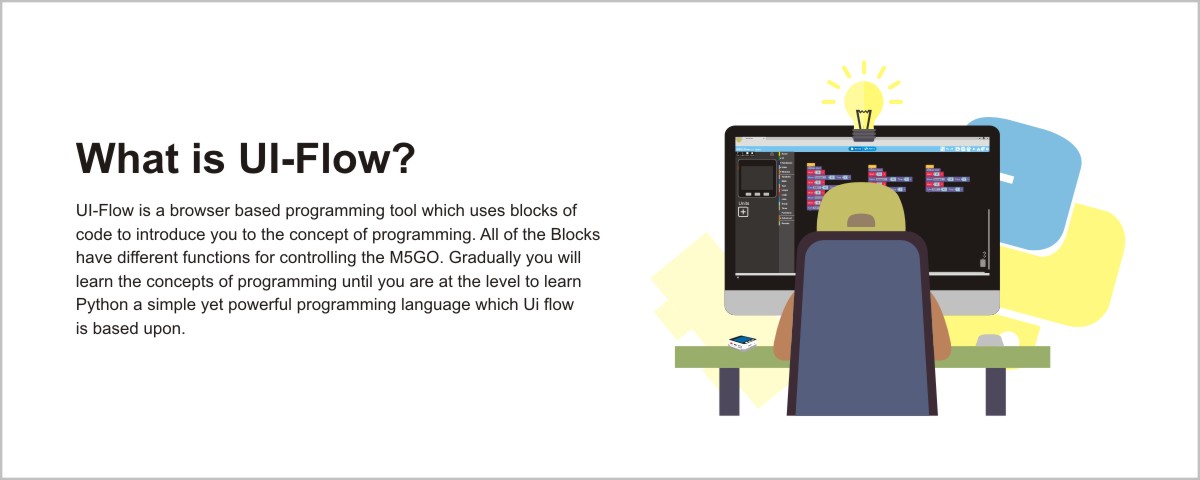 What is UI-Flow?
UI-Flow is a browser based programming tool which uses blocks of
code to introduce you to the concept of programming. All of the Blocks
have different functions for controlling the M5GO. Gradually you will
learn the concepts of programming until you are at the level to learn
Python a simple yet powerful programming language which Ui flow
is based upon.
Units